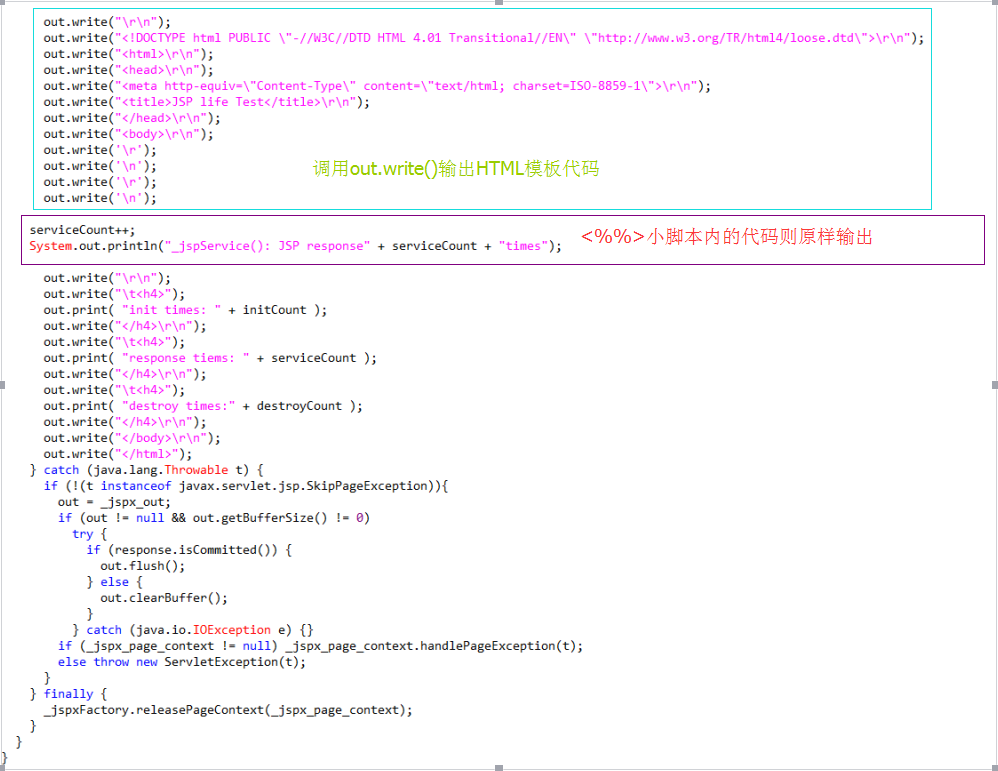 out.write("\r\n");
out.write("<!DOCTYPE html PUBLIC \"-//W3C//DTD HTML 4.01 Transitional//EN\" \"http://www.w3.org/TR/html4/loose.dtd\">\r\n");
out.write("<html>\r\n");
out.write("<head>\r\n");
out.write("<meta http-equiv=\"Content-Type\" content=\"text/html; charset=ISO-8859-1\">\r\n");
out.write("<title>JSP life Test</title>\r\n");
out.write("</head>\r\n");
out.write("<body>\r\n");
out.write('\r');
out.write('\n');
out.write('\r');
out.write('\n');
调用out.write()输出HTML模板代码
serviceCount++;
System.out.println("_jspService(): JSP response" + serviceCount + "times");
<%%>小脚本内的代码则原样输出
out.write("\r\n");
out.write("\t<h4>");
out.print( "init times: " + initCount );
out.write("</h4>\r\n");
out.write("\t<h4>");
out.print( "response tiems: " + serviceCount );
out.write("</h4>\r\n");
out.write("\t<h4>");
out.print( "destroy times:" + destroyCount );
out.write("</h4>\r\n");
out.write("</body>\r\n");
out.write("</html>");
} catch (java.lang.Throwable t) {
if (!(t instanceof javax.servlet.jsp.SkipPageException)){
out = _jspx_out;
if (out != null && out.getBufferSize() != 0)
try {
if (response.isCommitted()) {
out.flush();
} else {
out.clearBuffer();
}
} catch (java.io.IOException e) {}
if (_jspx_page_context != null) _jspx_page_context.handlePageException(t);
else throw new ServletException(t);
}
} finally {
_jspxFactory.releasePageContext(_jspx_page_context);
}
}
}